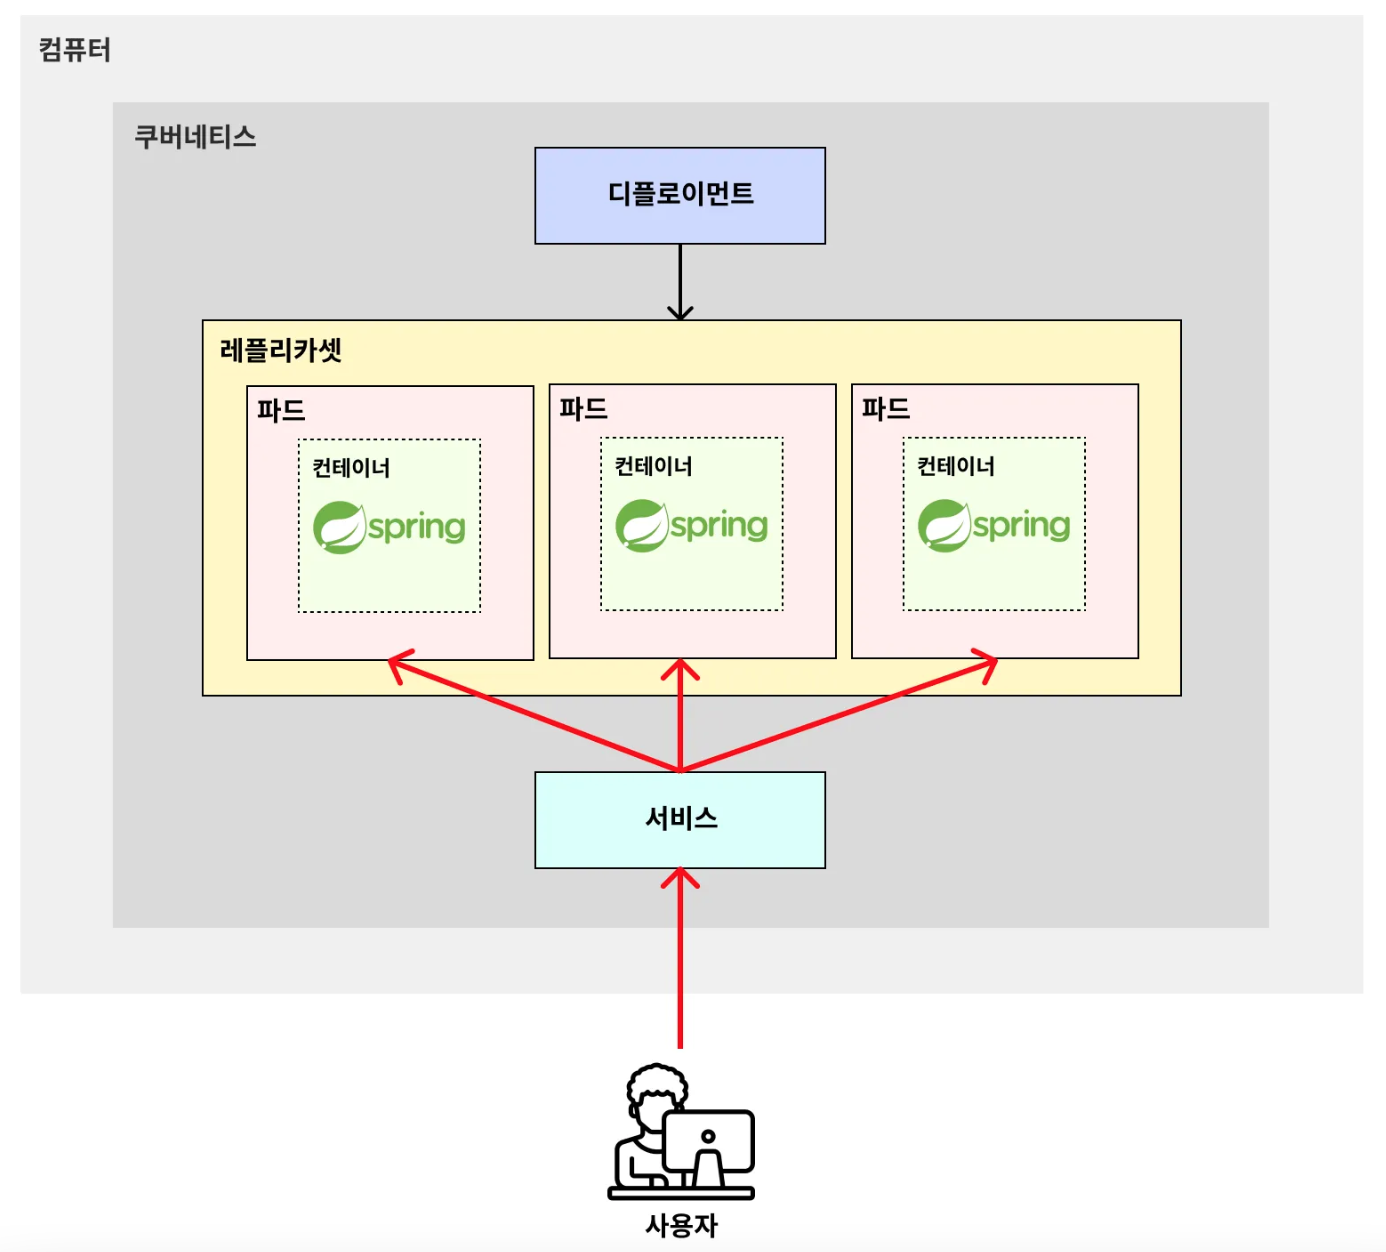 컴퓨터
쿠버네티스
디플로이먼트
레플리카셋
파드
컨테이너
spring
파드
컨테이너
spring
파드
컨테이너
spring
서비스
사용자